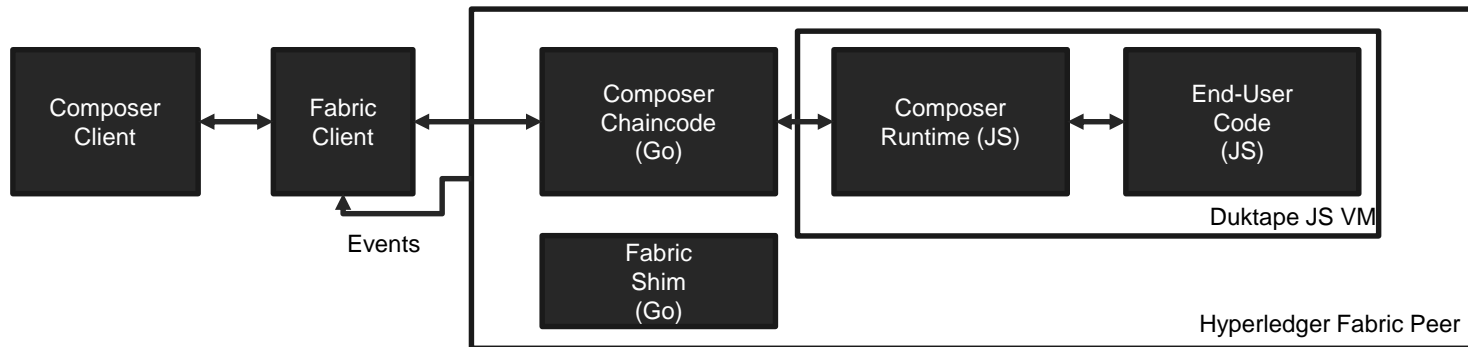 Composer
Client
Fabric
Client
Composer
Chaincode
(Go)
Composer
Runtime (JS)
End-User
Code
(JS)
Duktape JS VM
Events
Fabric
Shim
(Go)
Hyperledger Fabric Peer